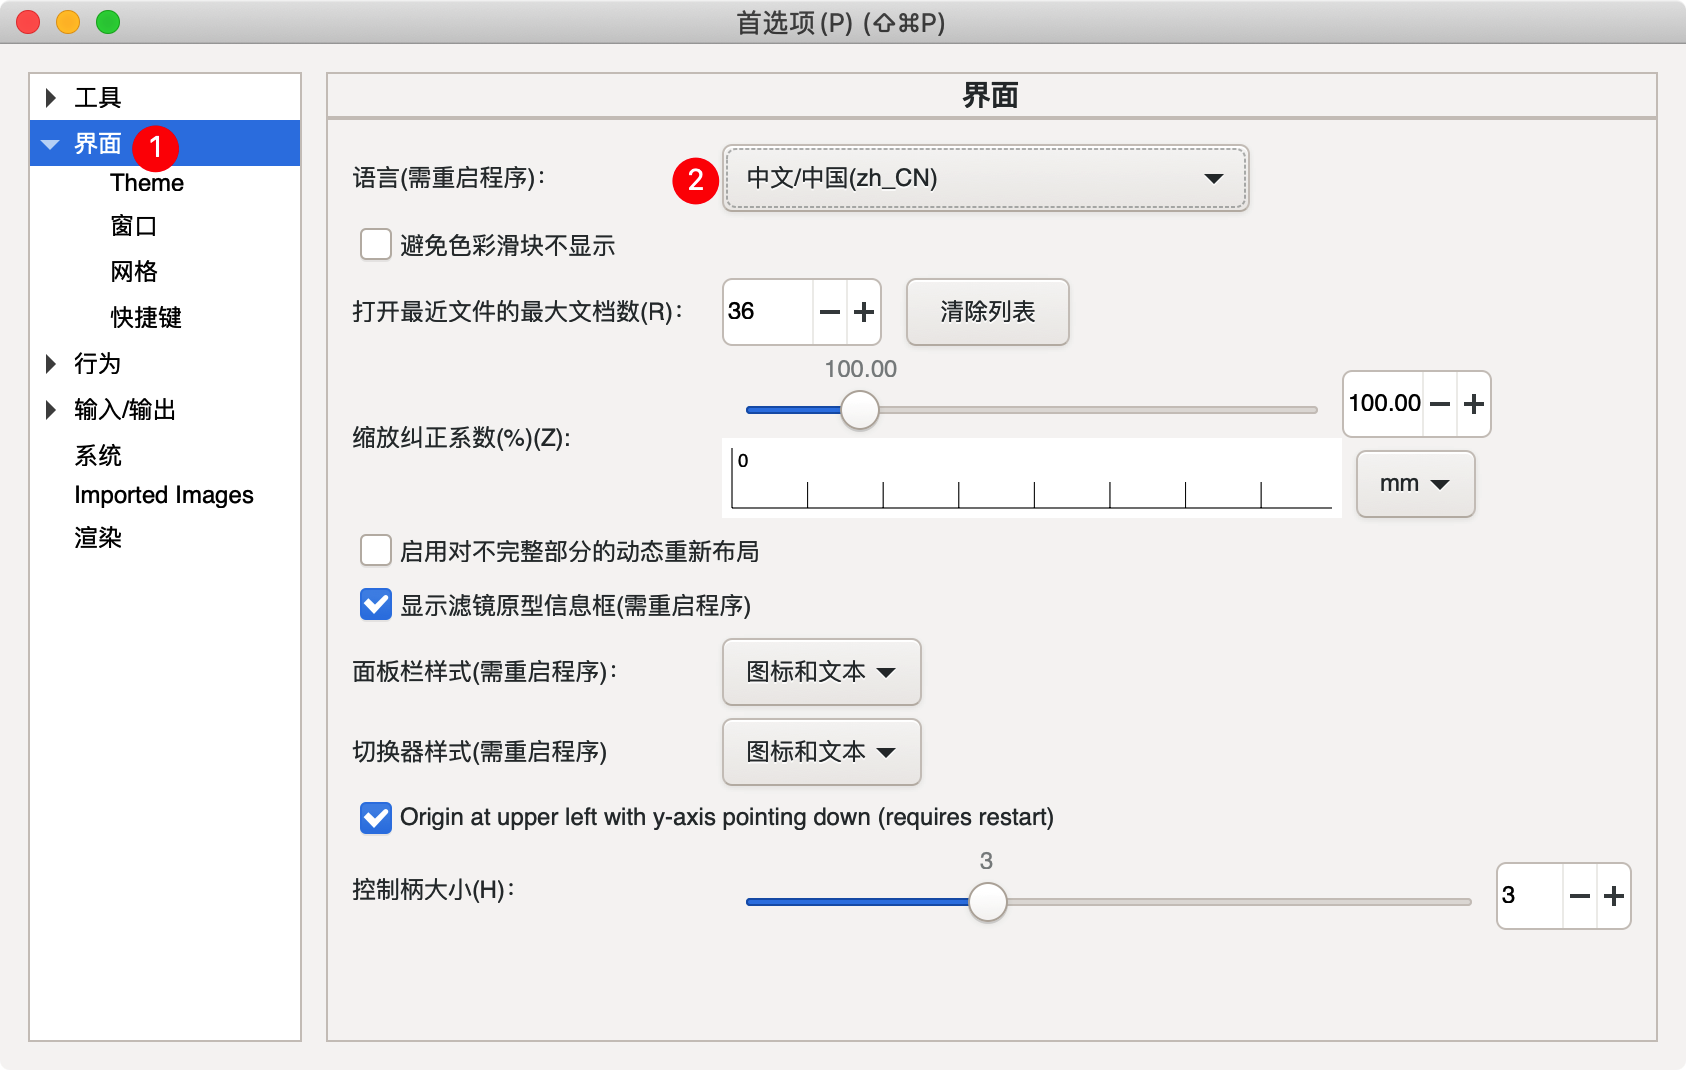 首选项(P) (⇧⌘P)
工具
界面
1
Theme
窗口
网格
快捷键
行为
输入/输出
系统
Imported Images
渲染
界面
语言(需重启程序)：
2
中文/中国(zh_CN)
避免色彩滑块不显示
打开最近文件的最大文档数(R)：
36
清除列表
缩放纠正系数(%)(Z):
100.00
100.00
0
mm
启用对不完整部分的动态重新布局
显示滤镜原型信息框(需重启程序)
面板栏样式(需重启程序)：
图标和文本
切换器样式(需重启程序)
图标和文本
Origin at upper left with y-axis pointing down (requires restart)
控制柄大小(H)：
3
3